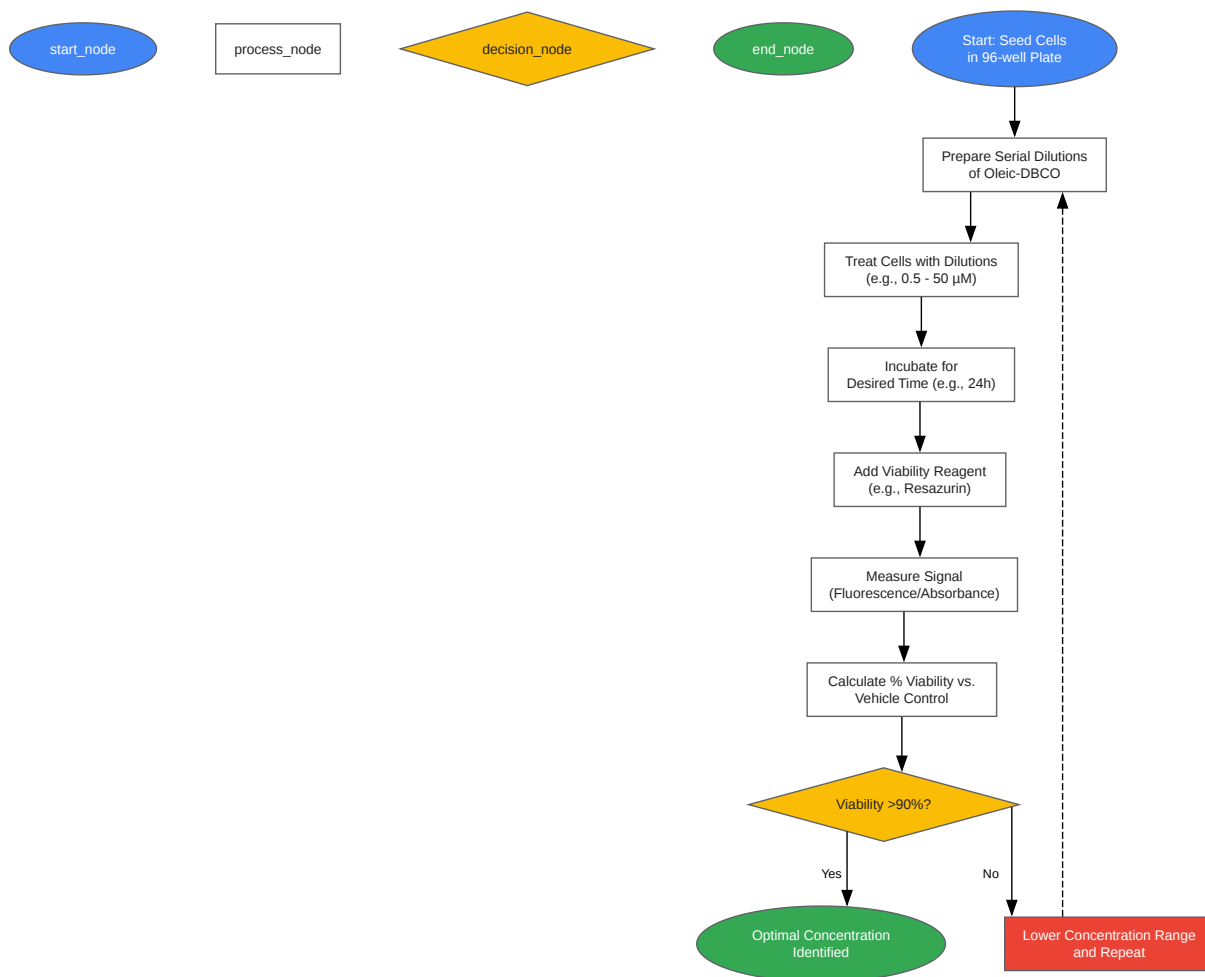 start_node
process_node
decision_node
end_node
Start: Seed Cells
in 96-well Plate
Prepare Serial Dilutions
of Oleic-DBCO
Treat Cells with Dilutions
(e.g., 0.5 - 50 µM)
Incubate for
Desired Time (e.g., 24h)
Add Viability Reagent
(e.g., Resazurin)
Measure Signal
(Fluorescence/Absorbance)
Calculate % Viability vs.
Vehicle Control
Viability >90%?
Yes
No
Optimal Concentration
Identified
Lower Concentration Range
and Repeat